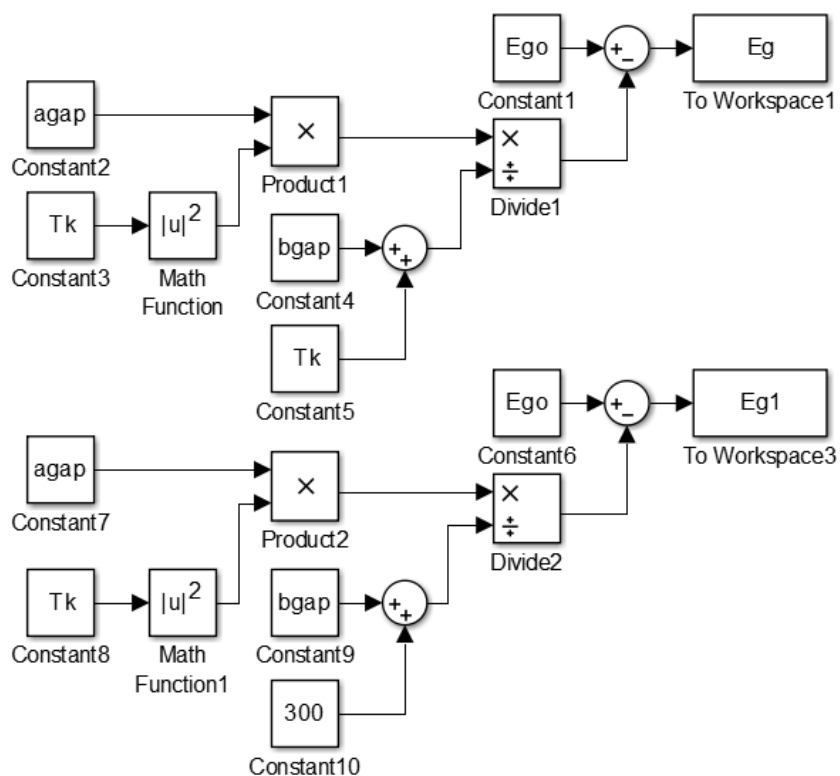 Ego
Constant1
+
−
Eg
To Workspace1
agap
Constant2
×
Product1
×
÷
Divide1
Tk
Constant3
|u|²
Math
Function
bgap
Constant4
+
+
Tk
Constant5
Ego
Constant6
+
−
Eg1
To Workspace3
agap
Constant7
×
Product2
×
÷
Divide2
Tk
Constant8
|u|²
Math
Function1
bgap
Constant9
+
+
300
Constant10